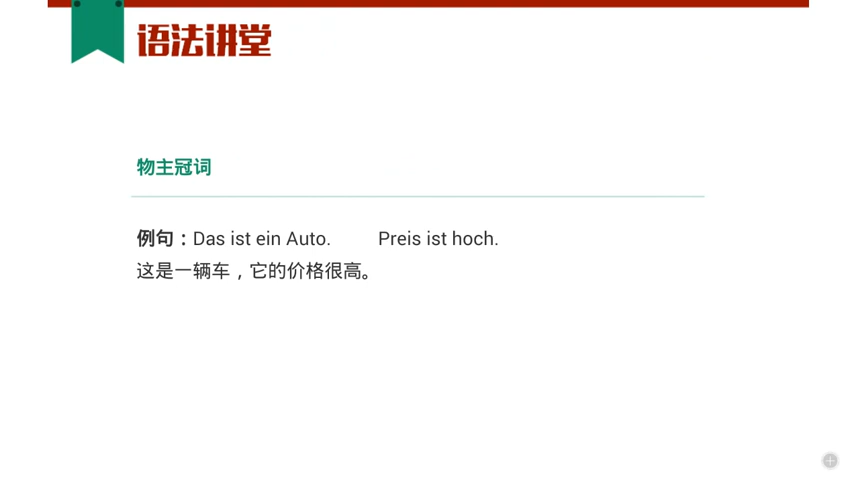 语法讲堂
物主冠词
例句：Das ist ein Auto. Preis ist hoch.
这是一辆车，它的价格很高。